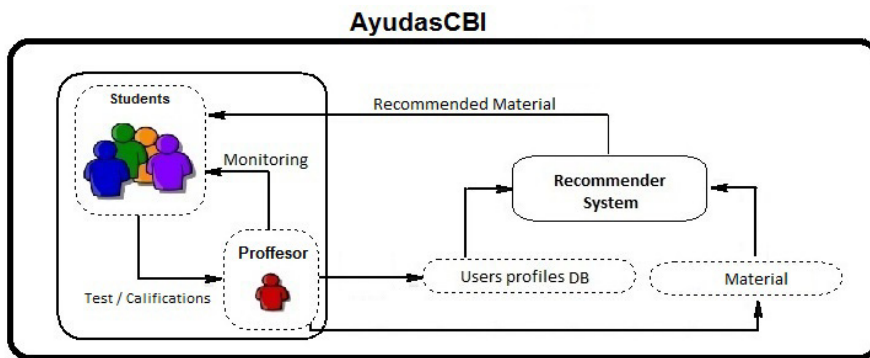 AyudasCBI
Students
Recommended Material
Monitoring
Recommender
System
Proffesor
Users profiles DB
Material
Test / Califications